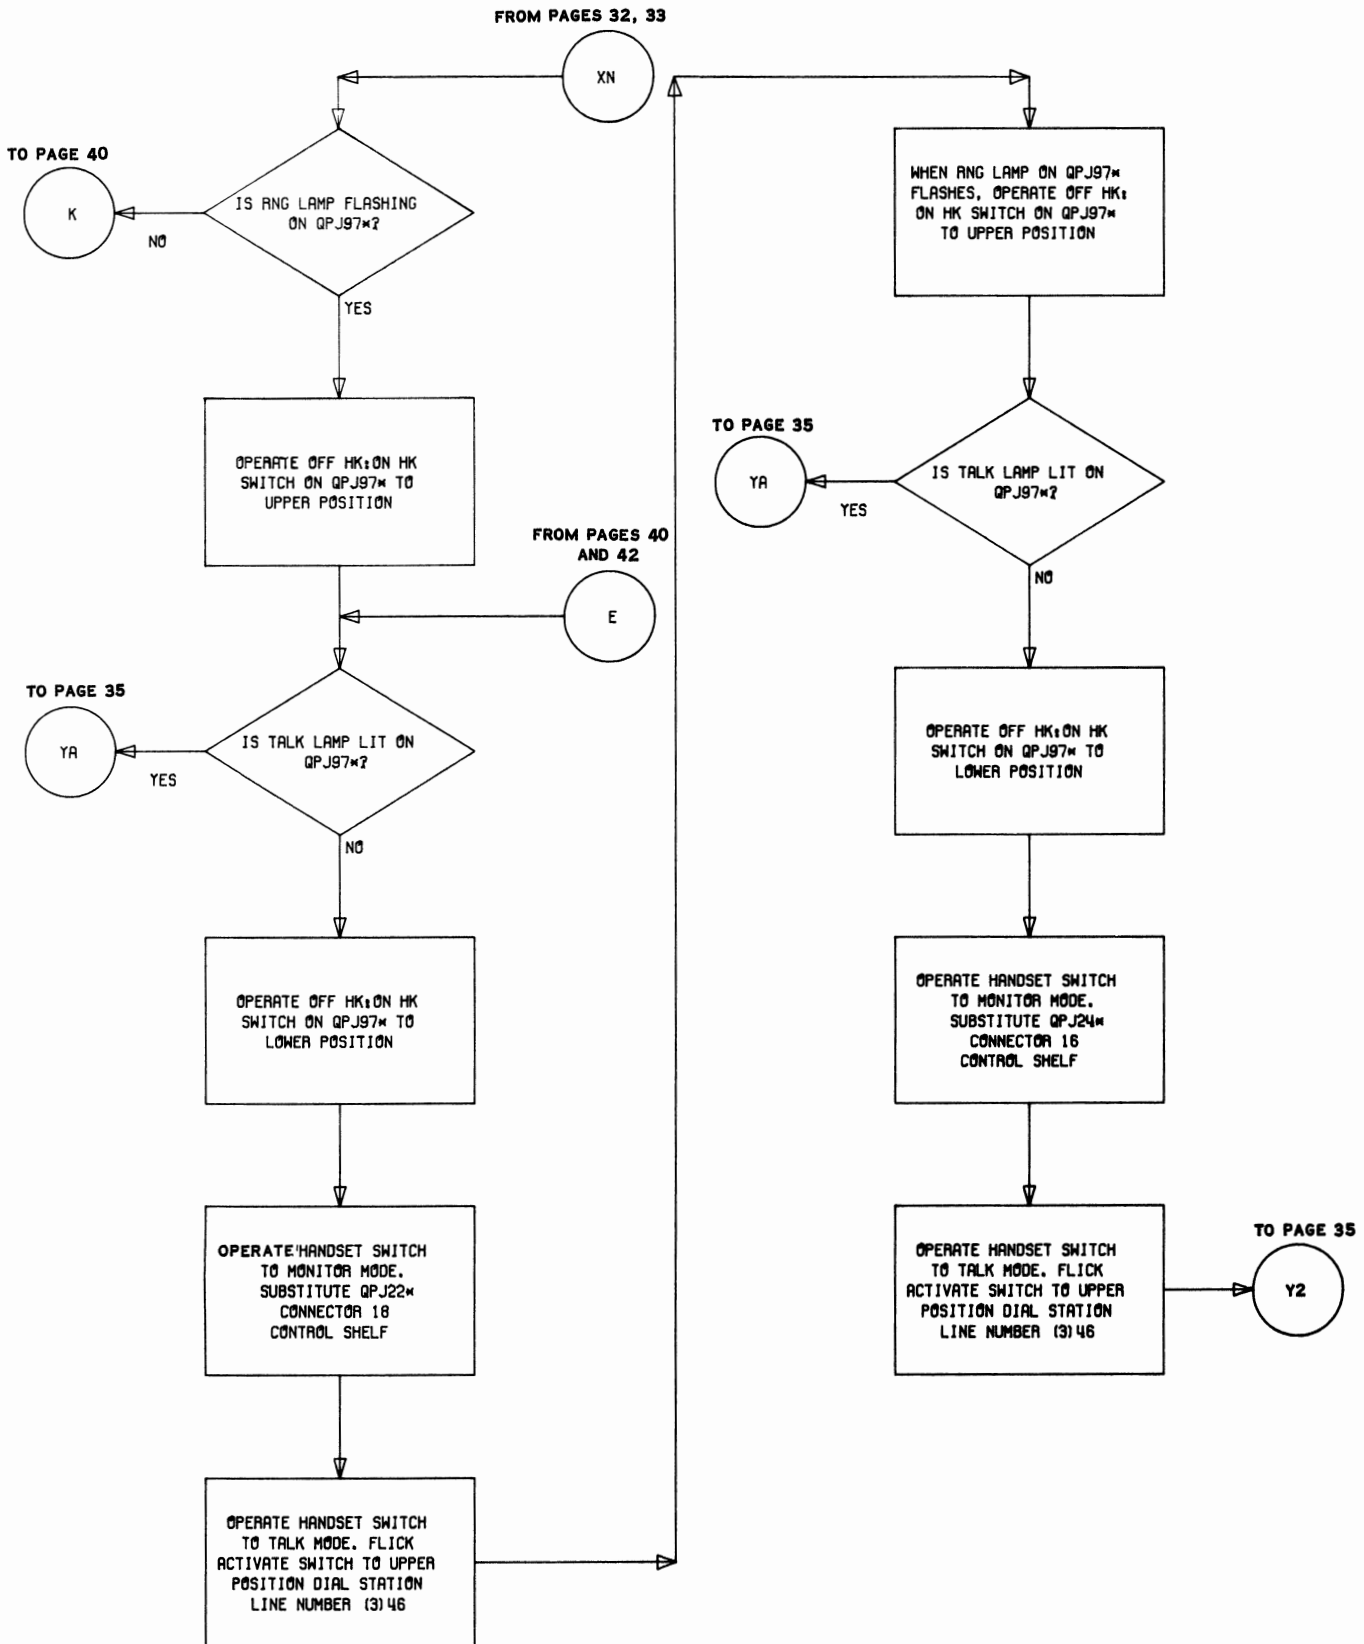 FROM PAGES 32, 33
XN
TO PAGE 40
K
IS RNG LAMP FLASHING
ON QPJ97*?
NO
YES
OPERATE OFF HK:ON HK
SWITCH ON QPJ97* TO
UPPER POSITION
FROM PAGES 40
AND 42
E
TO PAGE 35
YA
IS TALK LAMP LIT ON
QPJ97*?
YES
NO
OPERATE OFF HK:ON HK
SWITCH ON QPJ97* TO
LOWER POSITION
OPERATE HANDSET SWITCH
TO MONITOR MODE.
SUBSTITUTE QPJ22*
CONNECTOR 18
CONTROL SHELF
OPERATE HANDSET SWITCH
TO TALK MODE. FLICK
ACTIVATE SWITCH TO UPPER
POSITION DIAL STATION
LINE NUMBER (3)46
WHEN RNG LAMP ON QPJ97*
FLASHES, OPERATE OFF HK:
ON HK SWITCH ON QPJ97*
TO UPPER POSITION
TO PAGE 35
YA
IS TALK LAMP LIT ON
QPJ97*?
YES
NO
OPERATE OFF HK:ON HK
SWITCH ON QPJ97* TO
LOWER POSITION
OPERATE HANDSET SWITCH
TO MONITOR MODE.
SUBSTITUTE QPJ24*
CONNECTOR 16
CONTROL SHELF
OPERATE HANDSET SWITCH
TO TALK MODE. FLICK
ACTIVATE SWITCH TO UPPER
POSITION DIAL STATION
LINE NUMBER (3)46
TO PAGE 35
Y2